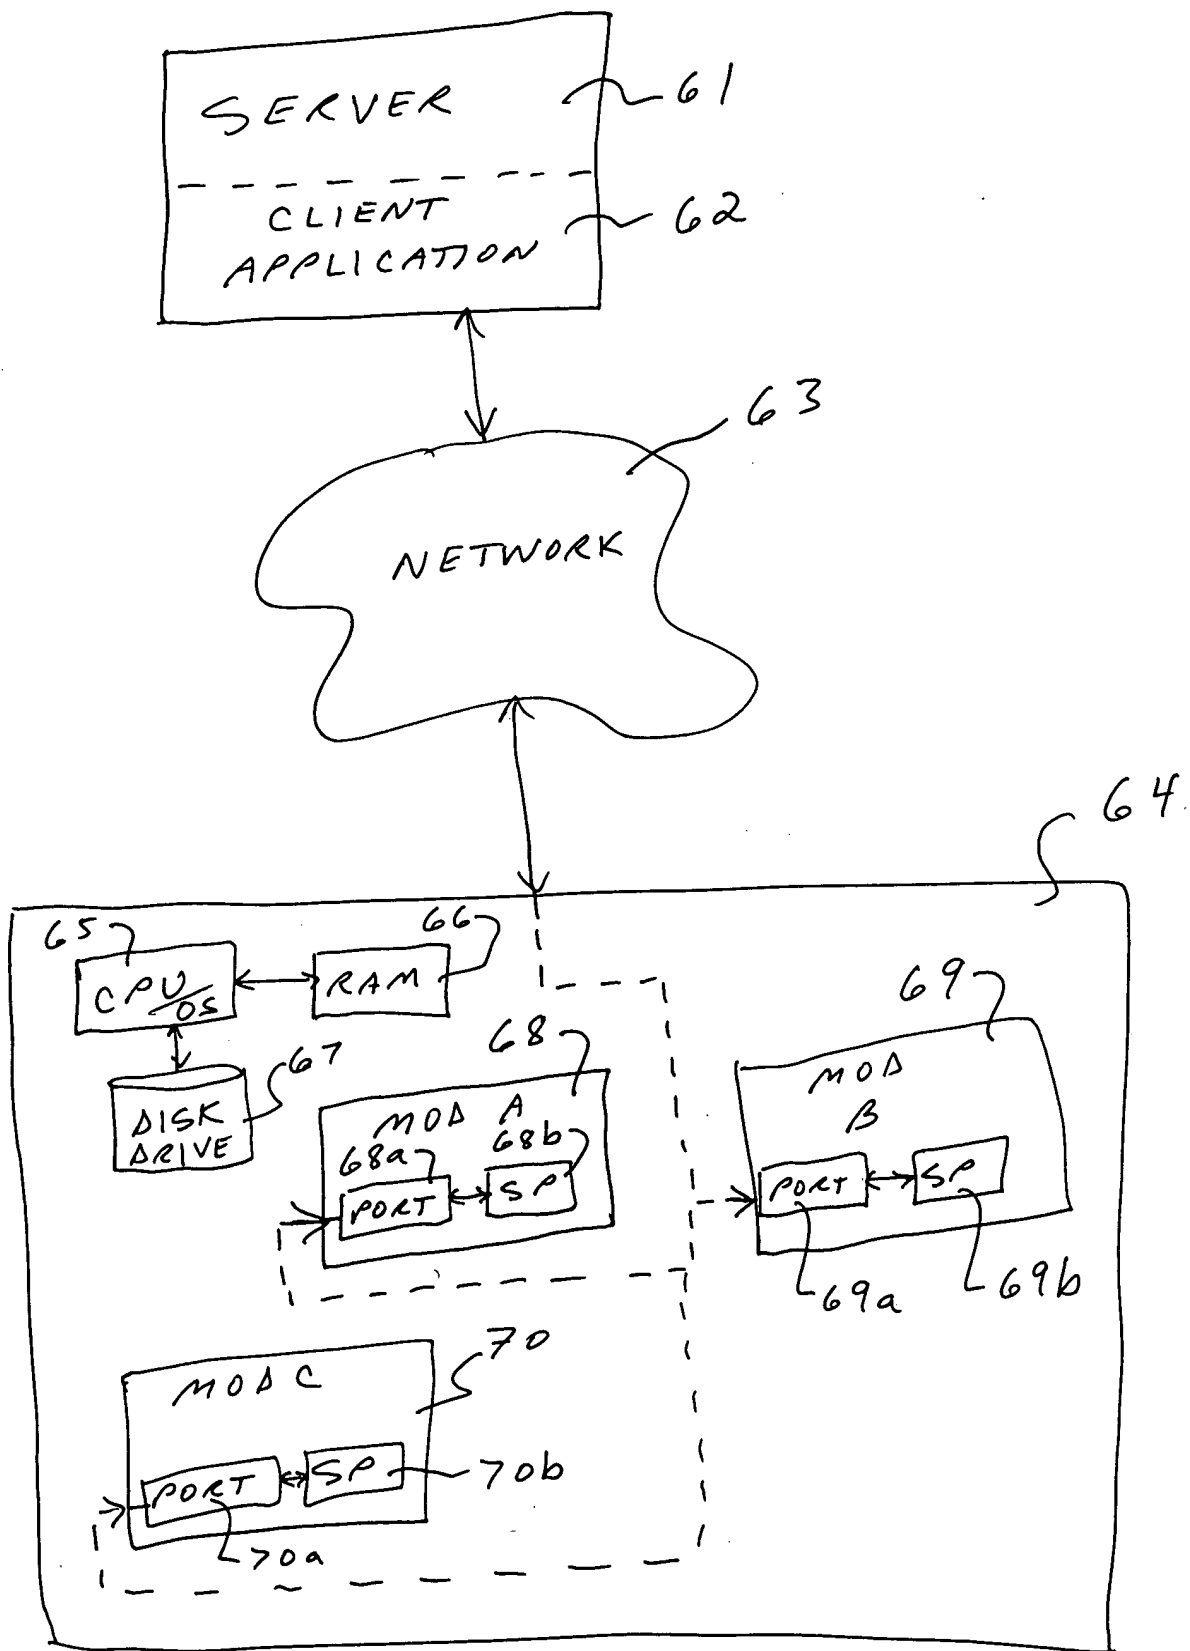 SERVER
61
CLIENT
APPLICATION
62
63
NETWORK
64
65
66
CPU/OS
RAM
67
DISK
DRIVE
68
MOD A
68a
68b
PORT
SP
69
MOD
B
PORT
SP
69a
69b
70
MOD C
PORT
SP
70b
70a